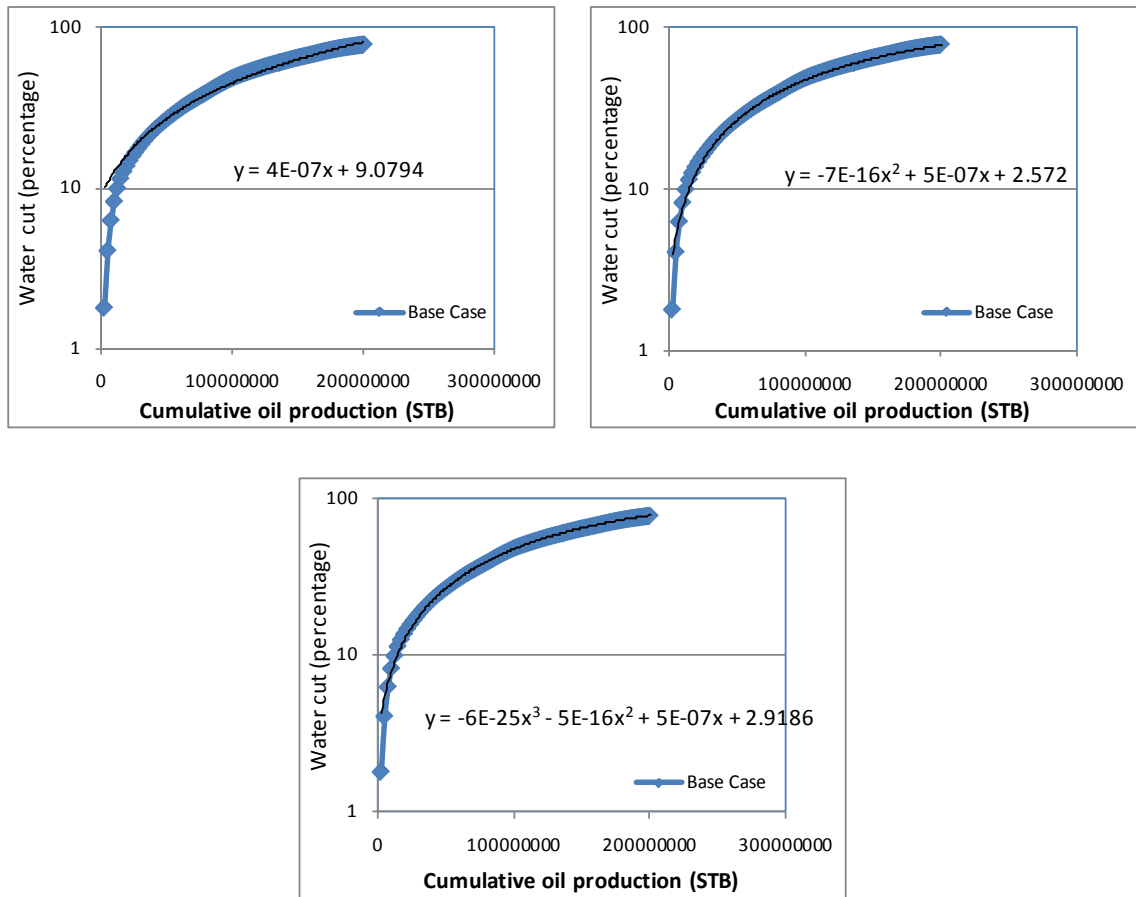 100
10
1
Water cut (percentage)
y = 4E-07x + 9.0794
Base Case
0 100000000 200000000 300000000
Cumulative oil production (STB)
100
10
1
Water cut (percentage)
y = -7E-16x² + 5E-07x + 2.572
Base Case
0 100000000 200000000 300000000
Cumulative oil production (STB)
100
10
1
Water cut (percentage)
y = -6E-25x³ - 5E-16x² + 5E-07x + 2.9186
Base Case
0 100000000 200000000 300000000
Cumulative oil production (STB)